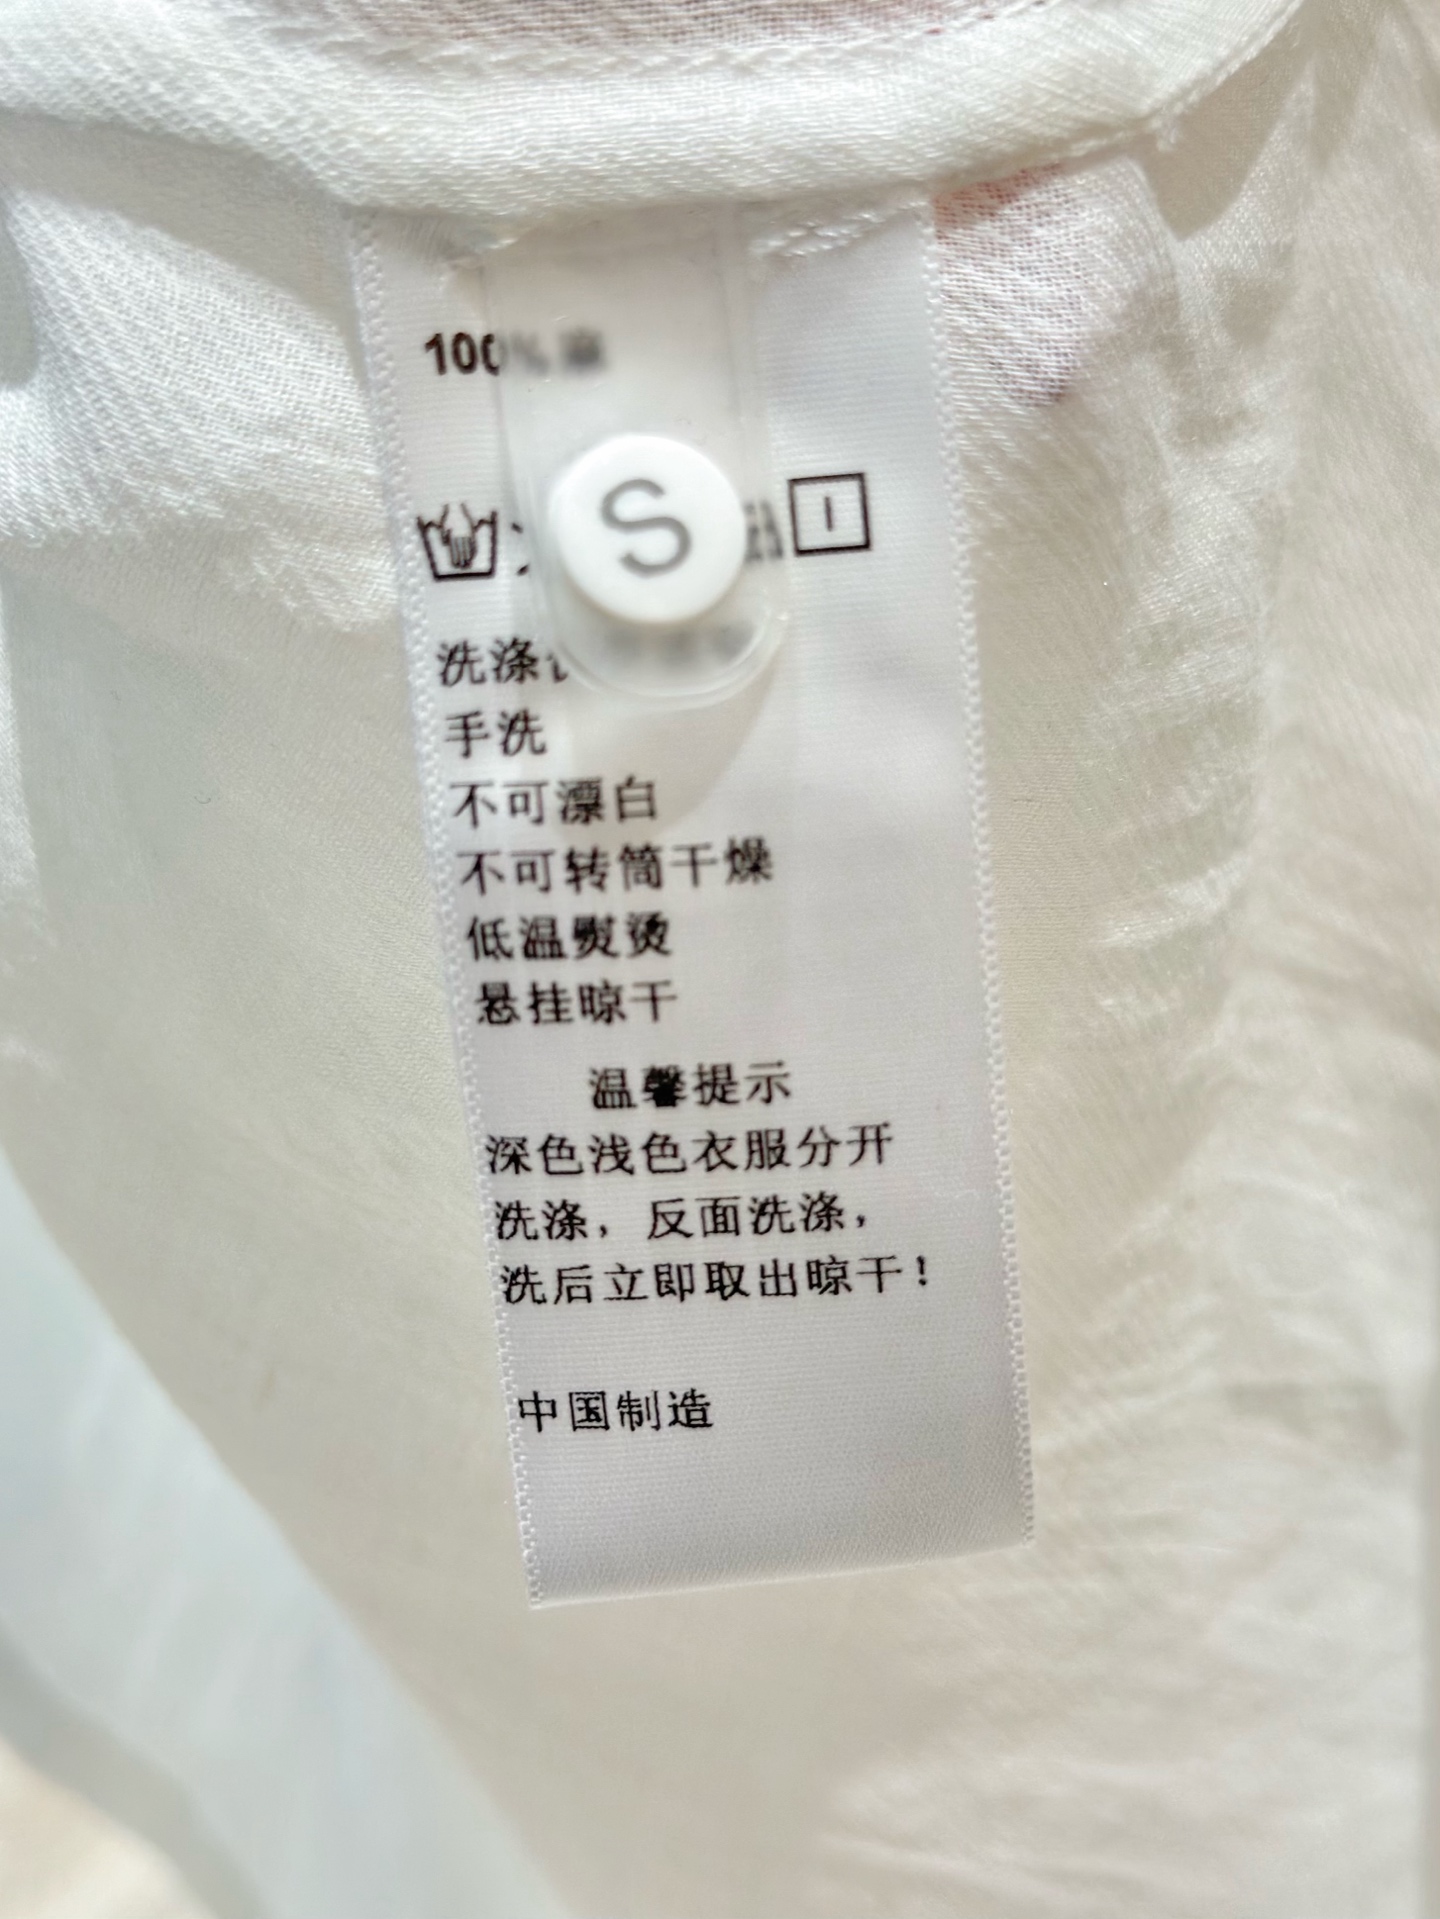 100%麻
S
洗涤
手洗
不可漂白
不可转筒干燥
低温熨烫
悬挂晾干
温馨提示
深色浅色衣服分开
洗涤，反面洗涤，
洗后立即取出晾干！
中国制造